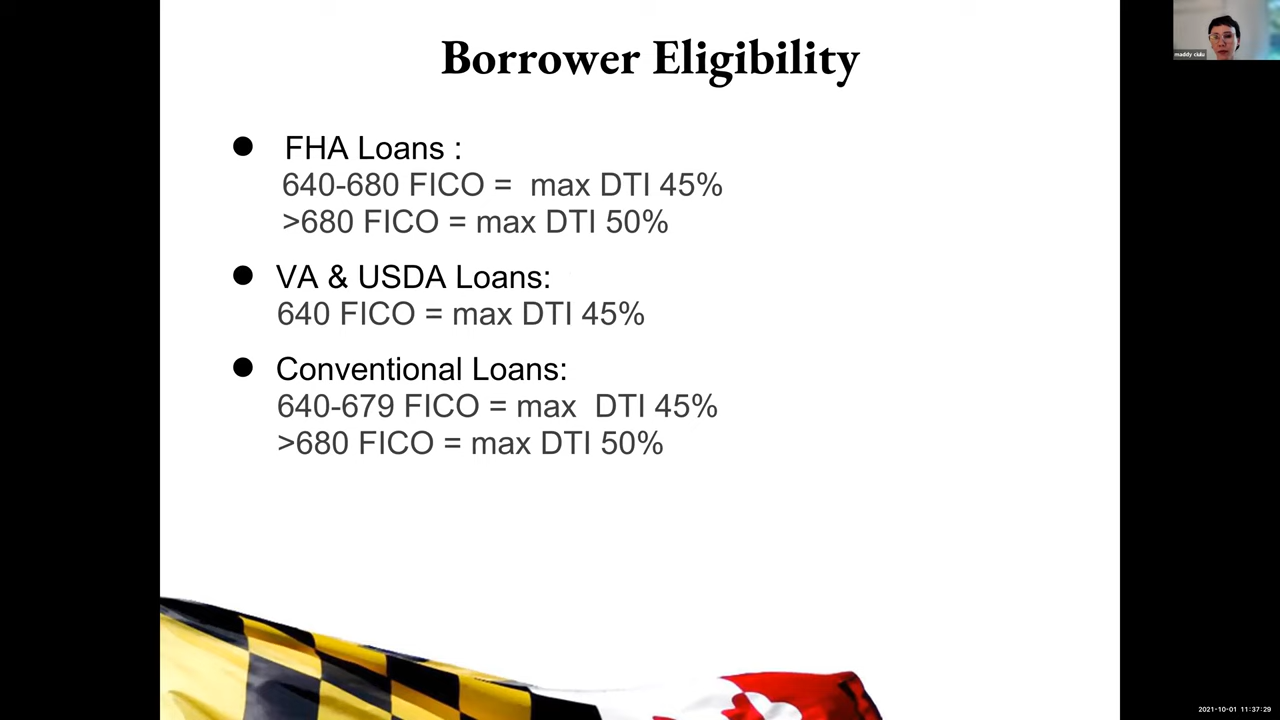 Borrower Eligibility
maddy ciulu
● FHA Loans :
640-680 FICO = max DTI 45%
>680 FICO = max DTI 50%
● VA & USDA Loans:
640 FICO = max DTI 45%
● Conventional Loans:
640-679 FICO = max DTI 45%
>680 FICO = max DTI 50%
2021-10-01 11:37:29